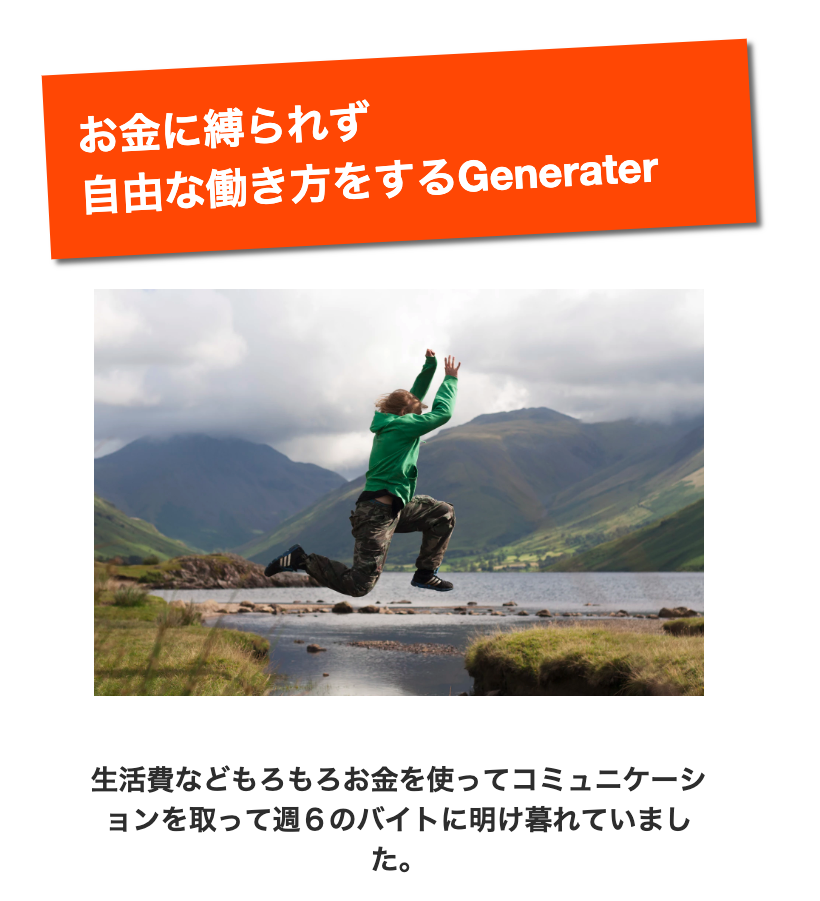 お金に縛られず
自由な働き方をするGenerater
生活費などもろもろお金を使ってコミュニケーシ
ョンを取って週６のバイトに明け暮れていまし
た。